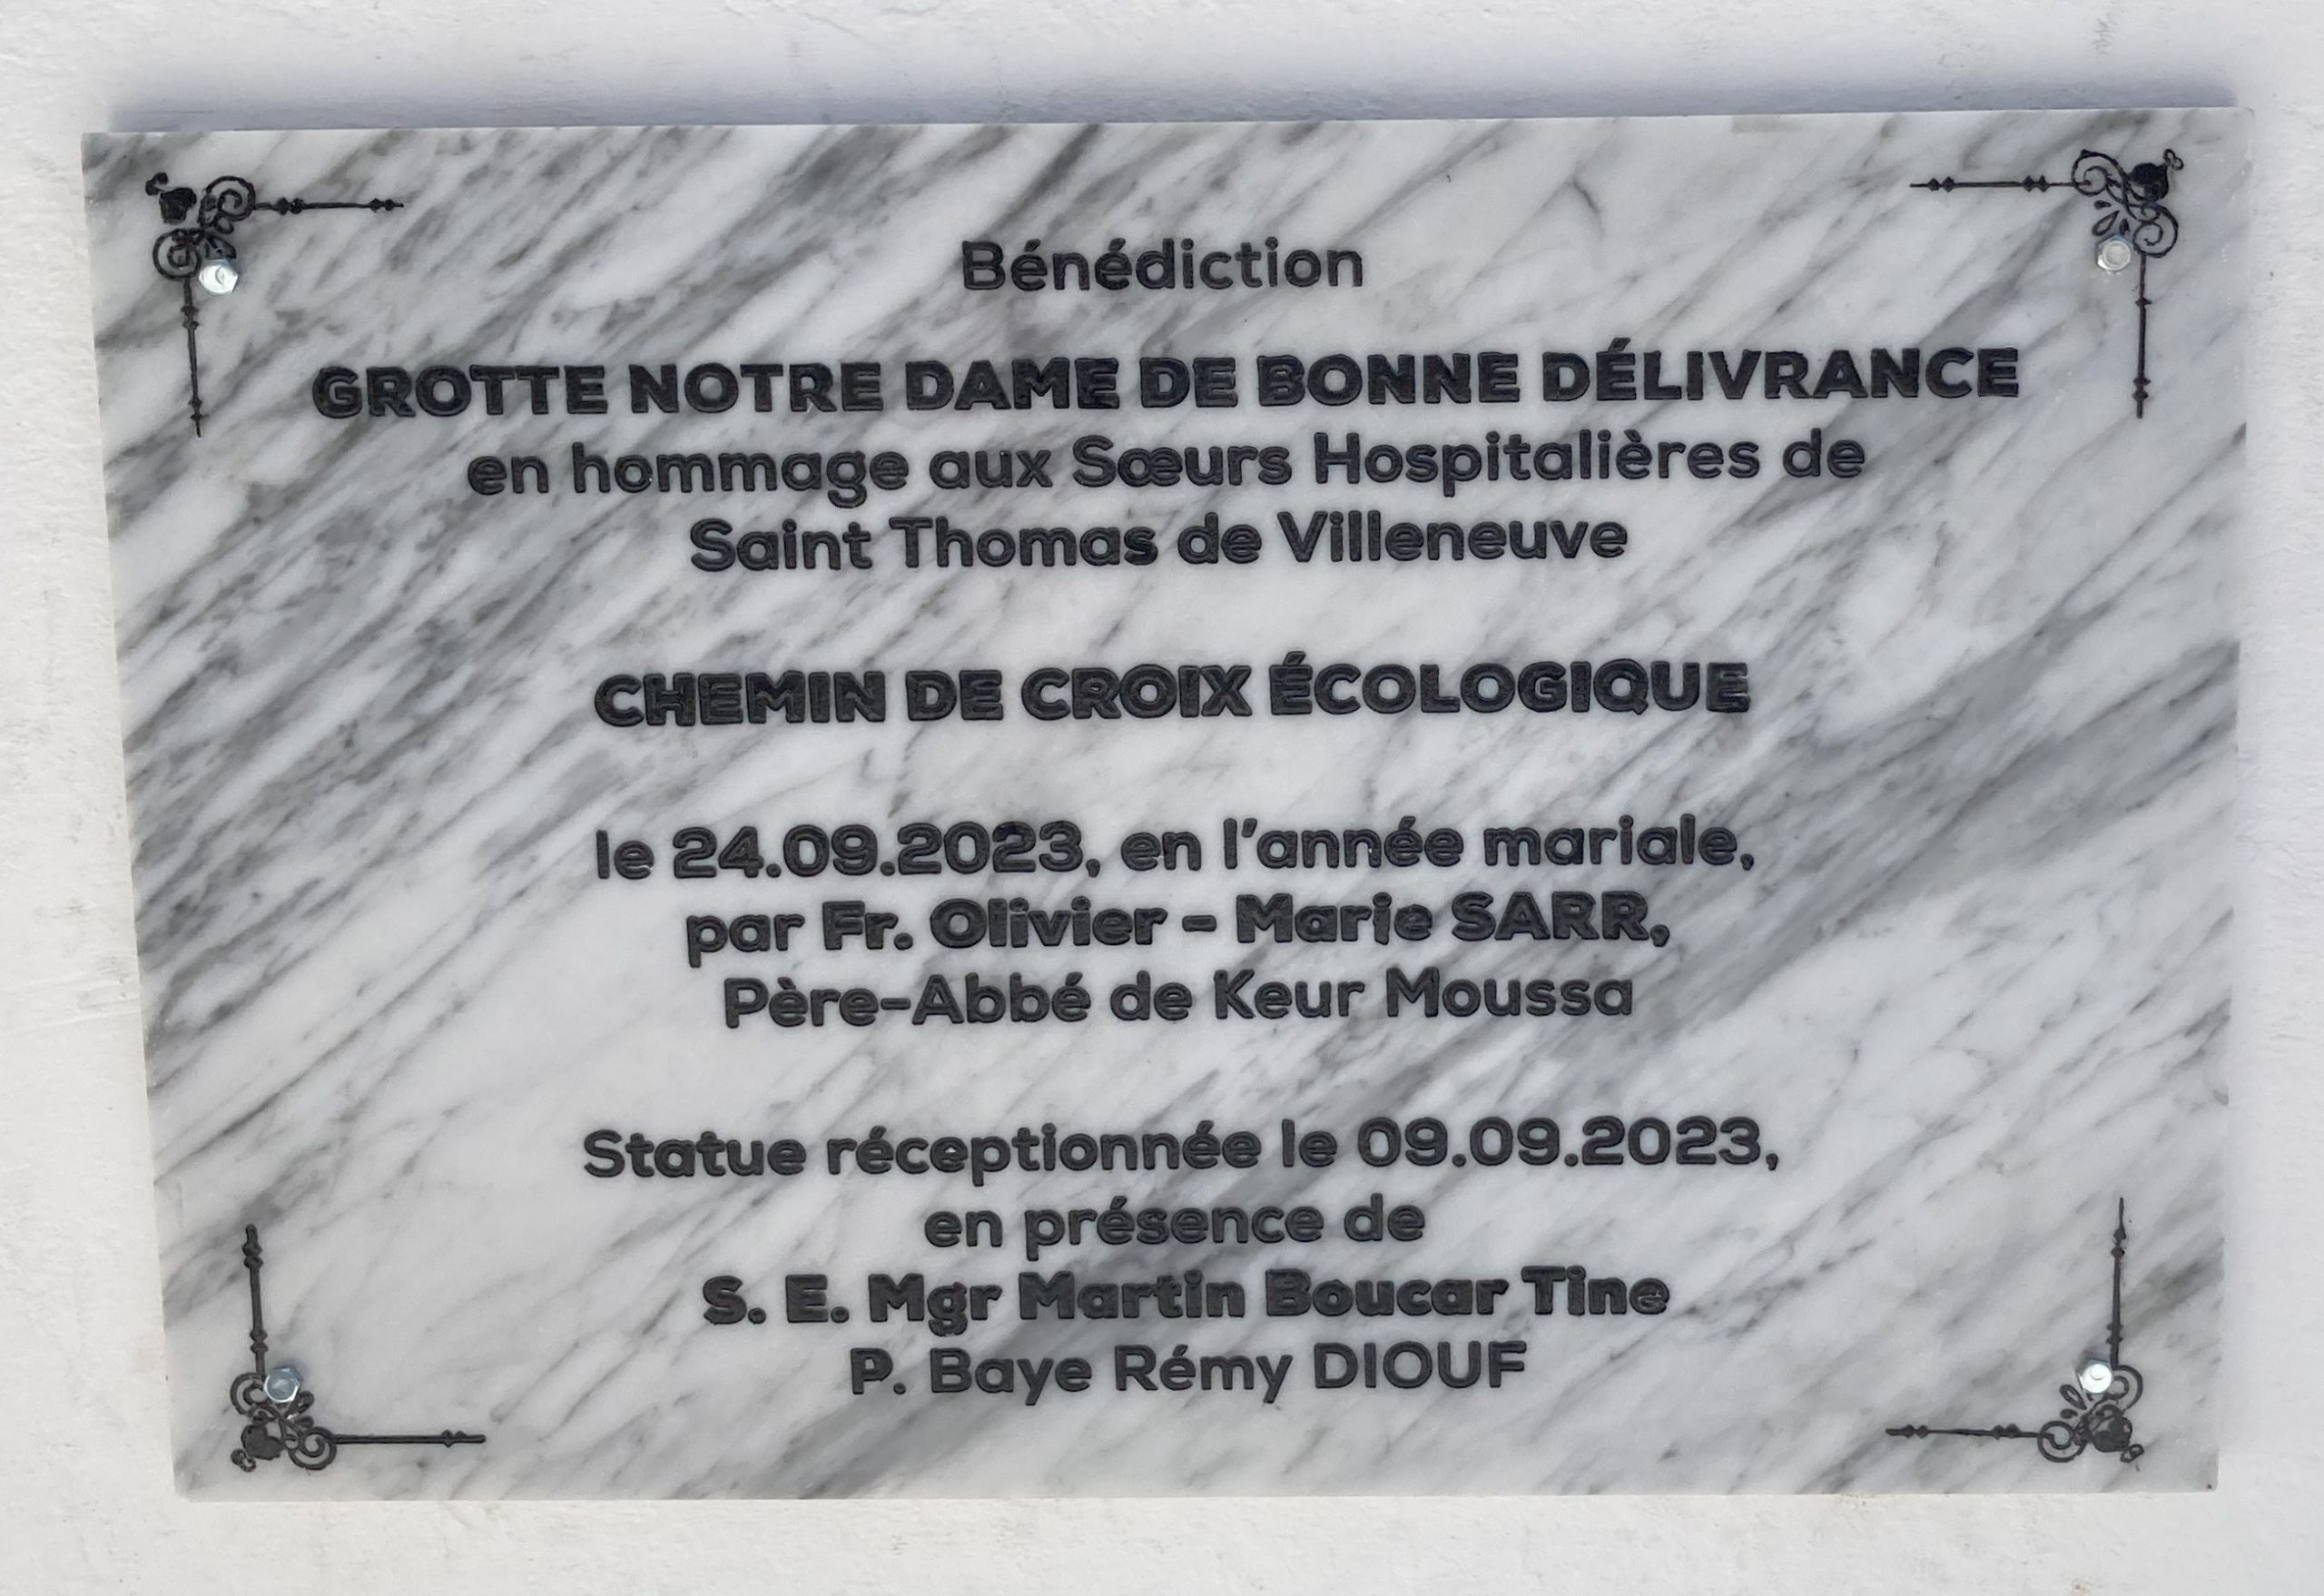 Bénédiction
GROTTE NOTRE DAME DE BONNE DÉLIVRANCE
en hommage aux Sœurs Hospitalières de
Saint Thomas de Villeneuve
CHEMIN DE CROIX ÉCOLOGIQUE
le 24.09.2023, en l'année mariale,
par Fr. Olivier - Marie SARR,
Père-Abbé de Keur Moussa
Statue réceptionnée le 09.09.2023,
en présence de
S. E. Mgr Martin Boucar Tine
P. Baye Rémy DIOUF